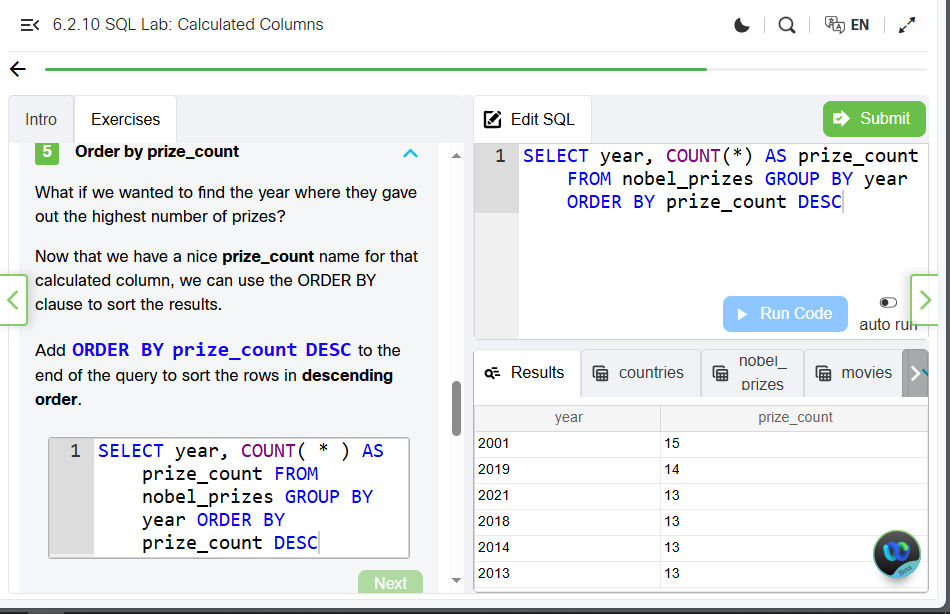 6.2.10 SQL Lab: Calculated Columns
EN
Intro
Exercises
5 Order by prize_count
What if we wanted to find the year where they gave
out the highest number of prizes?
Now that we have a nice prize_count name for that
calculated column, we can use the ORDER BY
clause to sort the results.
Add ORDER BY prize_count DESC to the
end of the query to sort the rows in descending
order.
1 SELECT year, COUNT( * ) AS
prize_count FROM
nobel_prizes GROUP BY
year ORDER BY
prize_count DESC
Next
Edit SQL
Submit
1 SELECT year, COUNT(*) AS prize_count
FROM nobel_prizes GROUP BY year
ORDER BY prize_count DESC
Run Code
auto run
Results
countries
nobel_
prizes
movies
year prize_count
2001 15
2019 14
2021 13
2018 13
2014 13
2013 13
Beta